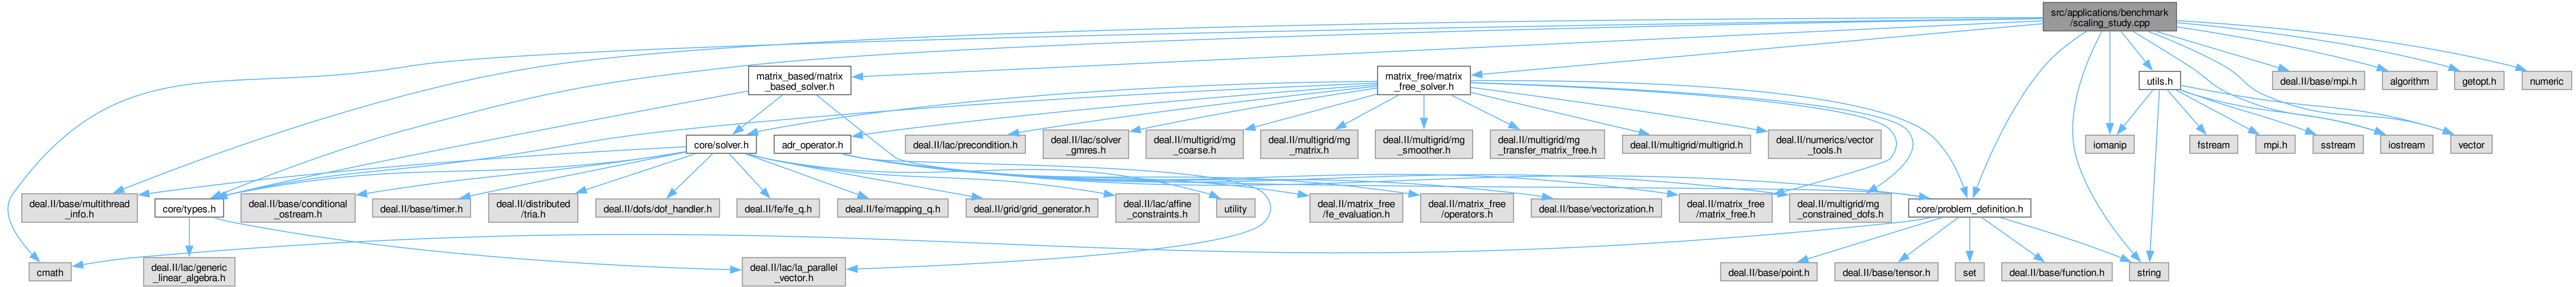 src/applications/benchmark
/scaling_study.cpp
matrix_based/matrix
_based_solver.h
matrix_free/matrix
_free_solver.h
utils.h
deal.II/base/mpi.h
algorithm
getopt.h
numeric
core/solver.h
adr_operator.h
deal.II/lac/precondition.h
deal.II/lac/solver
_gmres.h
deal.II/multigrid/mg
_coarse.h
deal.II/multigrid/mg
_matrix.h
deal.II/multigrid/mg
_smoother.h
deal.II/multigrid/mg
_transfer_matrix_free.h
deal.II/multigrid/multigrid.h
deal.II/numerics/vector
_tools.h
iomanip
fstream
mpi.h
sstream
iostream
vector
deal.II/base/multithread
_info.h
core/types.h
deal.II/base/conditional
_ostream.h
deal.II/base/timer.h
deal.II/distributed
/tria.h
deal.II/dofs/dof_handler.h
deal.II/fe/fe_q.h
deal.II/fe/mapping_q.h
deal.II/grid/grid_generator.h
deal.II/lac/affine
_constraints.h
utility
deal.II/matrix_free
/fe_evaluation.h
deal.II/matrix_free
/operators.h
deal.II/base/vectorization.h
deal.II/matrix_free
/matrix_free.h
deal.II/multigrid/mg
_constrained_dofs.h
core/problem_definition.h
cmath
deal.II/lac/generic
_linear_algebra.h
deal.II/lac/la_parallel
_vector.h
deal.II/base/point.h
deal.II/base/tensor.h
set
deal.II/base/function.h
string